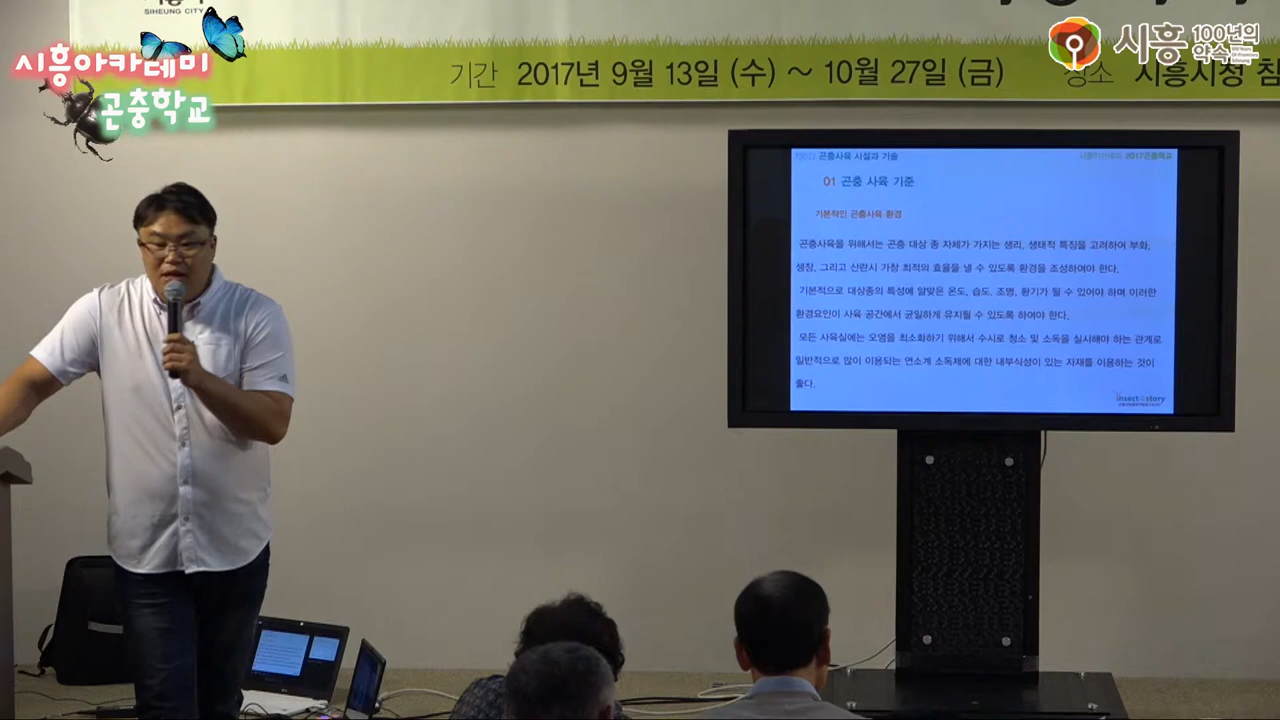 SIHEUNG CITY
시흥아카데미
곤충학교
기간 2017년 9월 13일 (수) ~ 10월 27일 (금) 장소 시흥시청 참
시흥 100년의
약속
곤충사육 시설과 기술
시흥아카데미 2017곤충학교
01 곤충 사육 기준
기본적인 곤충사육 환경
곤충사육을 위해서는 곤충 대상 종 자체가 가지는 생리, 생태적 특징을 고려하여 부화,
생장, 그리고 산란시 가장 최적의 효율을 낼 수 있도록 환경을 조성하여야 한다.
기본적으로 대상종의 특성에 알맞은 온도, 습도, 조명, 환기가 될 수 있어야 하며 이러한
환경요인이 사육 공간에서 균일하게 유지될 수 있도록 하여야 한다.
모든 사육실에는 오염을 최소화하기 위해서 수시로 청소 및 소독을 실시해야 하는 관계로
일반적으로 많이 이용되는 연소계 소독제에 대한 내부식성이 있는 자재를 이용하는 것이
좋다.
insect story